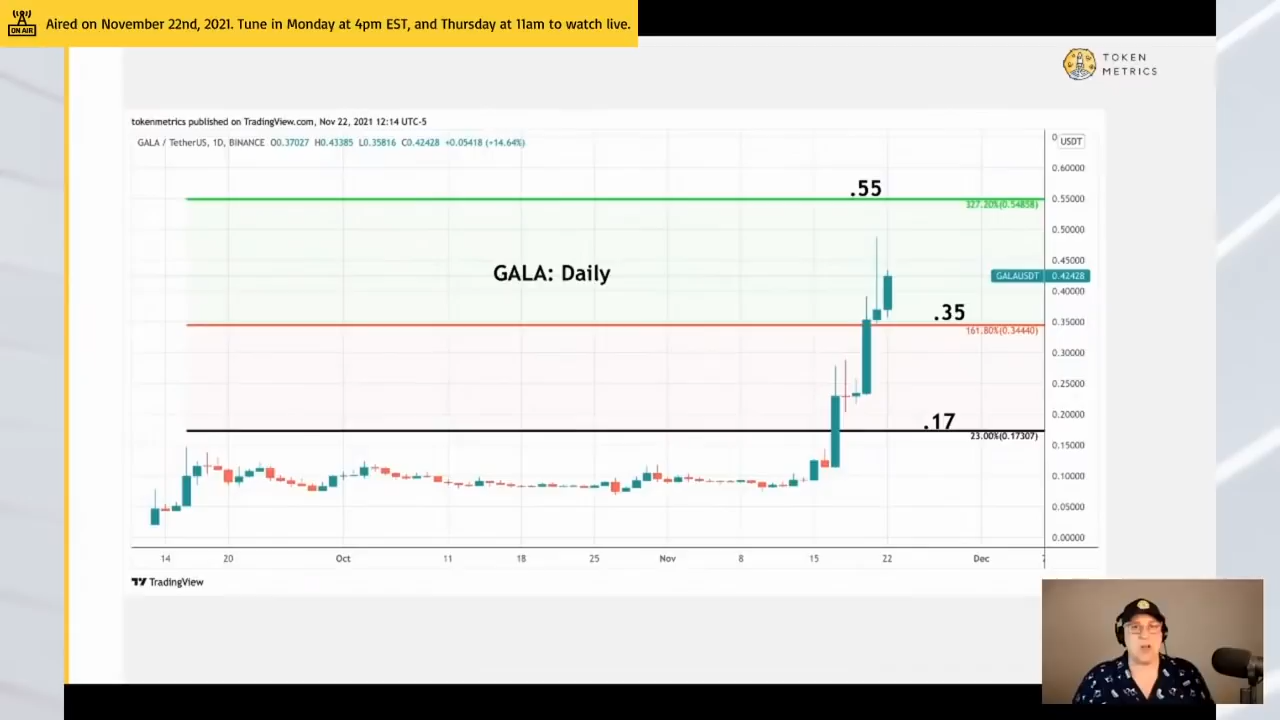 ON AIR
Aired on November 22nd, 2021. Tune in Monday at 4pm EST, and Thursday at 11am to watch live.
TOKEN
METRICS
tokenmetrics published on TradingView.com, Nov 22, 2021 12:14 UTC-5
GALA / TetherUS, 1D, BINANCE O0.37027 H0.43385 L0.35816 C0.42428 +0.05418 (+14.64%)
0
USDT
0.60000
.55
0.55000
327.20%(0.54858)
0.50000
0.45000
GALA: Daily
GALAUSDT 0.42428
0.40000
.35
0.35000
161.80%(0.34440)
0.30000
0.25000
0.20000
.17
23.00%(0.17307)
0.15000
0.10000
0.05000
0.00000
14 20 Oct 11 18 25 Nov 8 15 22 Dec
TradingView